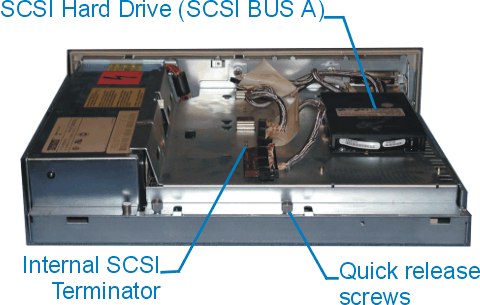 SCSI Hard Drive (SCSI BUS A)
Internal SCSI
Terminator
Quick release
screws